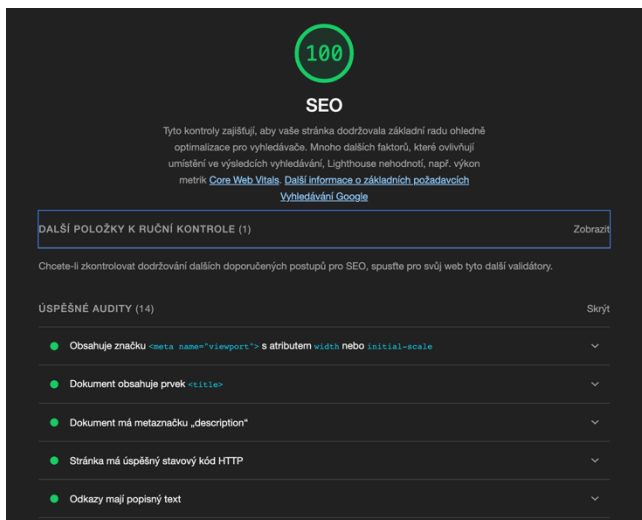 100
SEO
Tyto kontroly zajišťují, aby vaše stránka dodržovala základní radu ohledně
optimalizace pro vyhledávače. Mnoho dalších faktorů, které ovlivňují
umístění ve výsledcích vyhledávání, Lighthouse nehodnotí, např. výkon
metrik Core Web Vitals. Další informace o základních požadavcích
Vyhledávání Google
DALŠÍ POLOŽKY K RUČNÍ KONTROLE (1) Zobrazit
Chcete-li zkontrolovat dodržování dalších doporučených postupů pro SEO, spusťte pro svůj web tyto další validátory.
ÚSPĚŠNÉ AUDITY (14) Skrýt
Obsahuje značku <meta name="viewport"> s atributem width nebo initial-scale
Dokument obsahuje prvek <title>
Dokument má metaznačku „description“
Stránka má úspěšný stavový kód HTTP
Odkazy mají popisný text